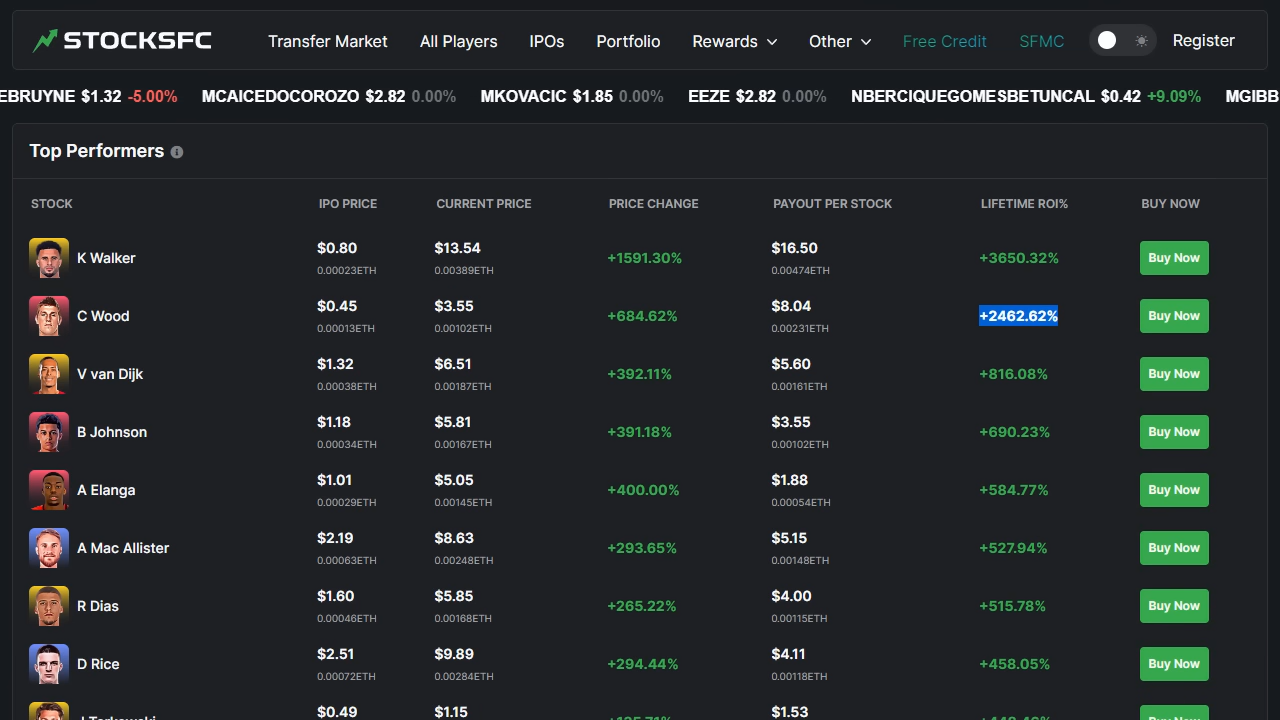 STOCKSFC Transfer Market All Players IPOs Portfolio Rewards Other Free Credit SFMC Register
EBRUYNE $1.32 -5.00% MCAICEDOCOROZO $2.82 0.00% MKOVACIC $1.85 0.00% EEZE $2.82 0.00% NBERCIQUEGOMESBETUNCAL $0.42 +9.09% MGIBB
Top Performers
STOCK IPO PRICE CURRENT PRICE PRICE CHANGE PAYOUT PER STOCK LIFETIME ROI% BUY NOW
K Walker $0.80 $13.54 +1591.30% $16.50 +3650.32% Buy Now
0.00023ETH 0.00389ETH 0.00474ETH
C Wood $0.45 $3.55 +684.62% $8.04 +2462.62% Buy Now
0.00013ETH 0.00102ETH 0.00231ETH
V van Dijk $1.32 $6.51 +392.11% $5.60 +816.08% Buy Now
0.00038ETH 0.00187ETH 0.00161ETH
B Johnson $1.18 $5.81 +391.18% $3.55 +690.23% Buy Now
0.00034ETH 0.00167ETH 0.00102ETH
A Elanga $1.01 $5.05 +400.00% $1.88 +584.77% Buy Now
0.00029ETH 0.00145ETH 0.00054ETH
A Mac Allister $2.19 $8.63 +293.65% $5.15 +527.94% Buy Now
0.00063ETH 0.00248ETH 0.00148ETH
R Dias $1.60 $5.85 +265.22% $4.00 +515.78% Buy Now
0.00046ETH 0.00168ETH 0.00115ETH
D Rice $2.51 $9.89 +294.44% $4.11 +458.05% Buy Now
0.00072ETH 0.00284ETH 0.00118ETH
$0.49 $1.15 $1.53